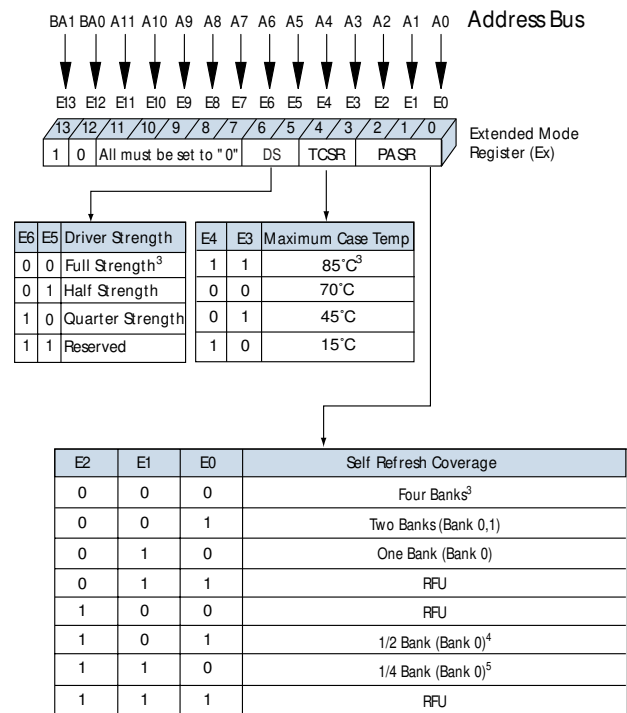 BA1 BA0 A11 A10 A9 A8 A7 A6 A5 A4 A3 A2 A1 A0 Address Bus
E13 E12 E11 E10 E9 E8 E7 E6 E5 E4 E3 E2 E1 E0
13 12 11 10 9 8 7 6 5 4 3 2 1 0
Extended Mode
Register (Ex)
1 0 All must be set to "0" DS TCSR PASR
E6 E5 Driver Strength
0 0 Full Strength³
0 1 Half Strength
1 0 Quarter Strength
1 1 Reserved
E4 E3 Maximum Case Temp
1 1 85°C³
0 0 70°C
0 1 45°C
1 0 15°C
E2 E1 E0 Self Refresh Coverage
0 0 0 Four Banks³
0 0 1 Two Banks (Bank 0,1)
0 1 0 One Bank (Bank 0)
0 1 1 RFU
1 0 0 RFU
1 0 1 1/2 Bank (Bank 0)⁴
1 1 0 1/4 Bank (Bank 0)⁵
1 1 1 RFU